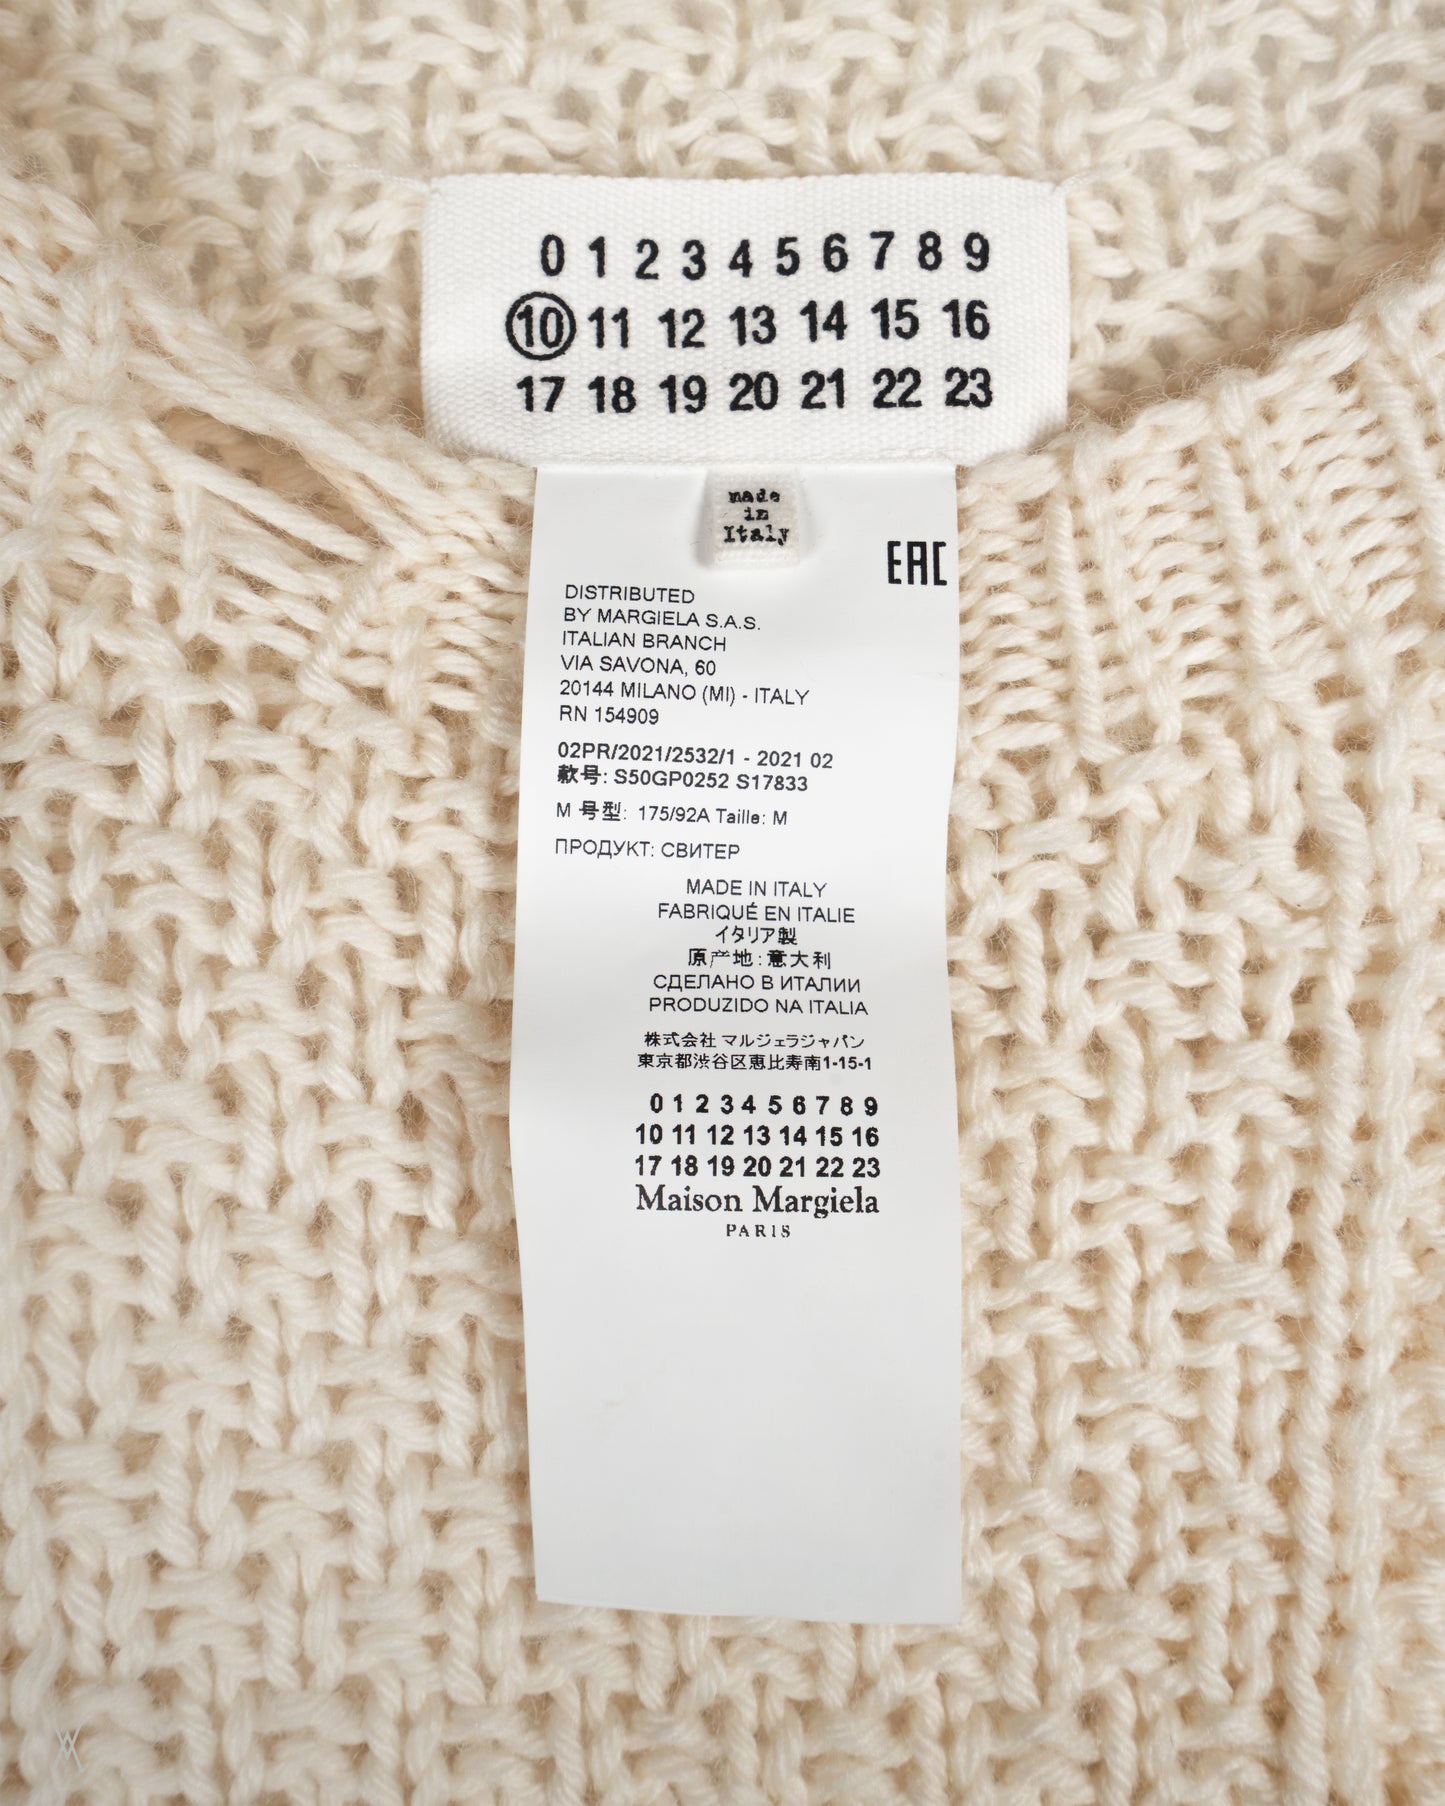 0 1 2 3 4 5 6 7 8 9
10 11 12 13 14 15 16
17 18 19 20 21 22 23
made
in
Italy
EAC
DISTRIBUTED
BY MARGIELA S.A.S.
ITALIAN BRANCH
VIA SAVONA, 60
20144 MILANO (MI) - ITALY
RN 154909
02PR/2021/2532/1 - 2021 02
款号: S50GP0252 S17833
M 号型: 175/92A Taille: M
ПРОДУКТ: СВИТЕР
MADE IN ITALY
FABRIQUÉ EN ITALIE
イタリア製
原产地: 意大利
СДЕЛАНО В ИТАЛИИ
PRODUZIDO NA ITALIA
株式会社 マルジェラジャパン
東京都渋谷区恵比寿南1-15-1
0 1 2 3 4 5 6 7 8 9
10 11 12 13 14 15 16
17 18 19 20 21 22 23
Maison Margiela
PARIS